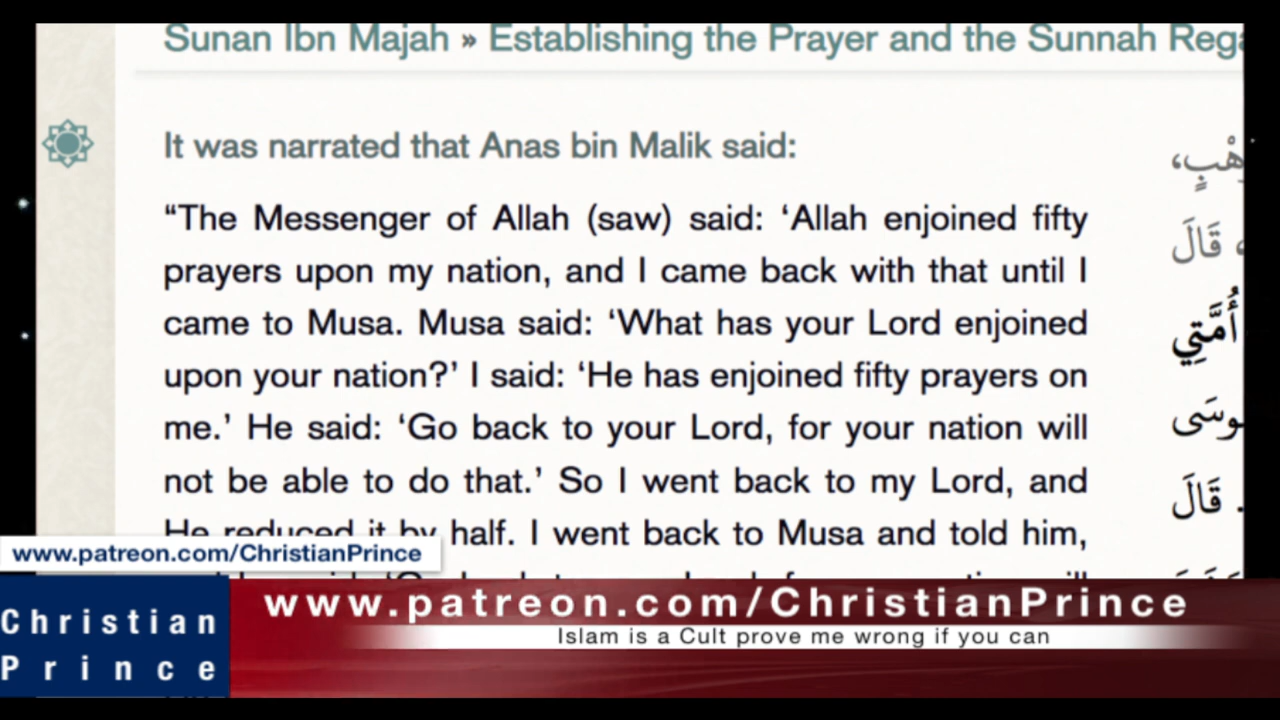 Sunan Ibn Majah » Establishing the Prayer and the Sunnah
It was narrated that Anas bin Malik said:
“The Messenger of Allah (saw) said: ‘Allah enjoined fifty
prayers upon my nation, and I came back with that until I
came to Musa. Musa said: ‘What has your Lord enjoined
upon your nation?’ I said: ‘He has enjoined fifty prayers on
me.’ He said: ‘Go back to your Lord, for your nation will
not be able to do that.’ So I went back to my Lord, and
He reduced it by half. I went back to Musa and told him,
قَالَ
أُمَّتِي
قَالَ .
www.patreon.com/ChristianPrince
www.patreon.com/ChristianPrince
Islam is a Cult prove me wrong if you can
Christian
Prince